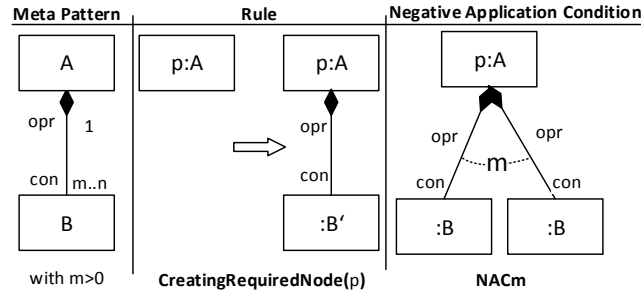 Meta Pattern Rule Negative Application Condition
A p:A p:A p:A
opr 1 opr opr opr
m
con m..n con con con
B :B‘ :B :B
with m>0 CreatingRequiredNode(p) NACm